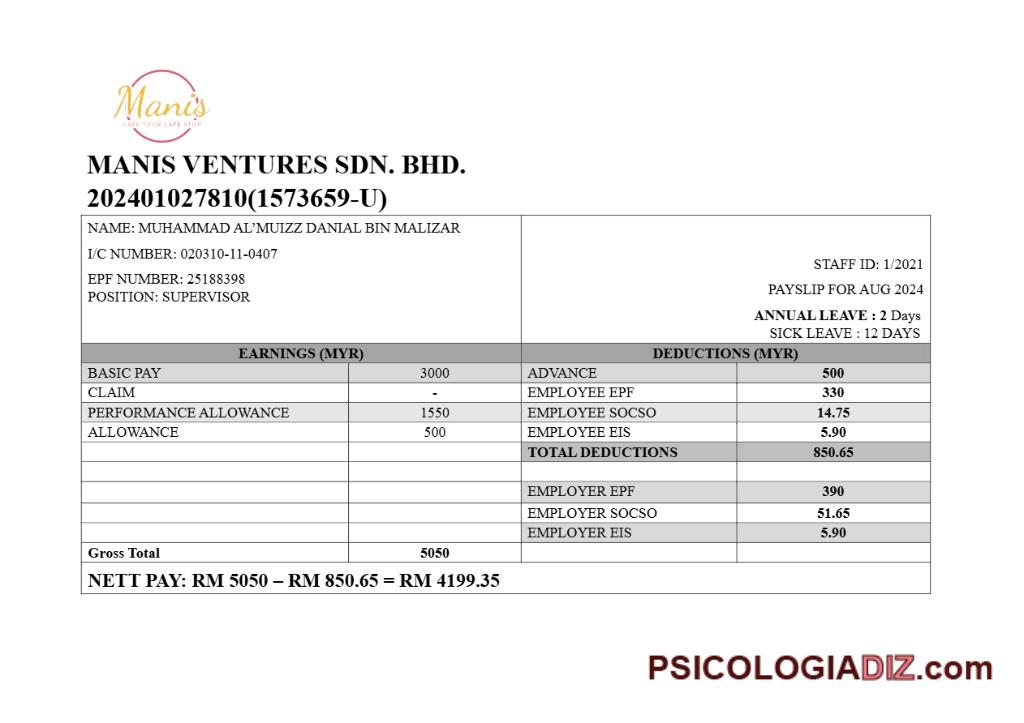 Manis
CAFE YOUR CAFE STOP
MANIS VENTURES SDN. BHD.
202401027810(1573659-U)
NAME: MUHAMMAD AL’MUIZZ DANIAL BIN MALIZAR
I/C NUMBER: 020310-11-0407
EPF NUMBER: 25188398
POSITION: SUPERVISOR
STAFF ID: 1/2021
PAYSLIP FOR AUG 2024
ANNUAL LEAVE : 2 Days
SICK LEAVE : 12 DAYS
EARNINGS (MYR) DEDUCTIONS (MYR)
BASIC PAY 3000 ADVANCE 500
CLAIM - EMPLOYEE EPF 330
PERFORMANCE ALLOWANCE 1550 EMPLOYEE SOCSO 14.75
ALLOWANCE 500 EMPLOYEE EIS 5.90
TOTAL DEDUCTIONS 850.65
EMPLOYER EPF 390
EMPLOYER SOCSO 51.65
EMPLOYER EIS 5.90
Gross Total 5050
NETT PAY: RM 5050 – RM 850.65 = RM 4199.35
PSICOLOGIADIZ.com